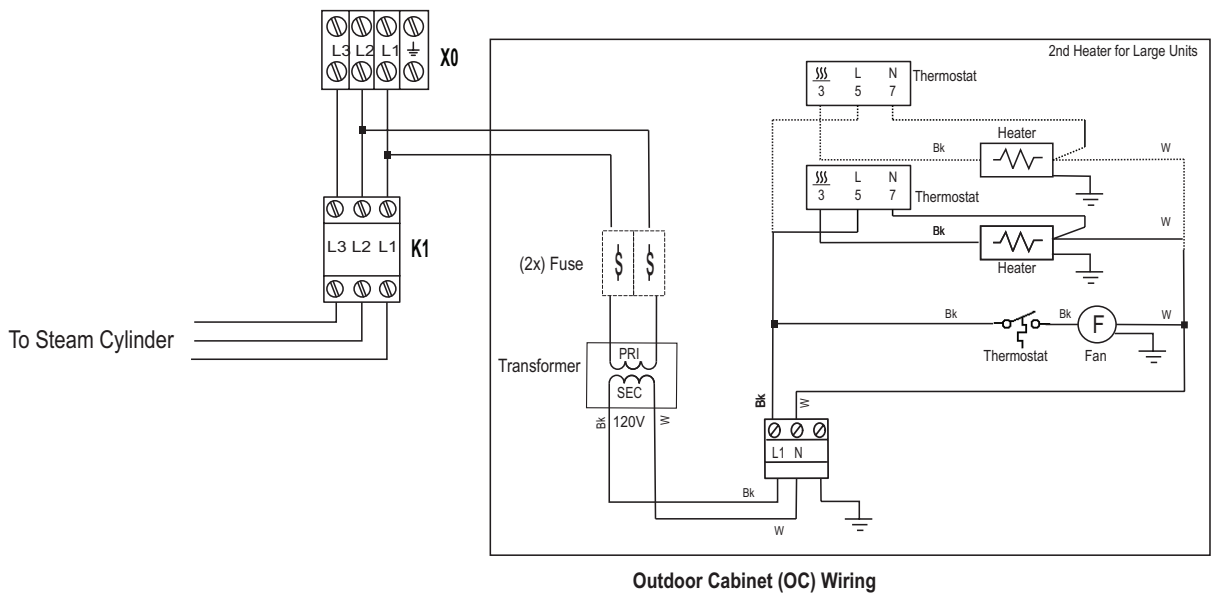 L3 L2 L1
X0
2nd Heater for Large Units
L N
3 5 7
Thermostat
Heater
Bk
W
L N
3 5 7
Thermostat
Bk
W
Heater
L3 L2 L1
K1
(2x) Fuse
To Steam Cylinder
Bk
Bk
W
F
Thermostat
Fan
Transformer
PRI
SEC
Bk
120V
W
Bk
W
L1 N
Bk
W
Outdoor Cabinet (OC) Wiring